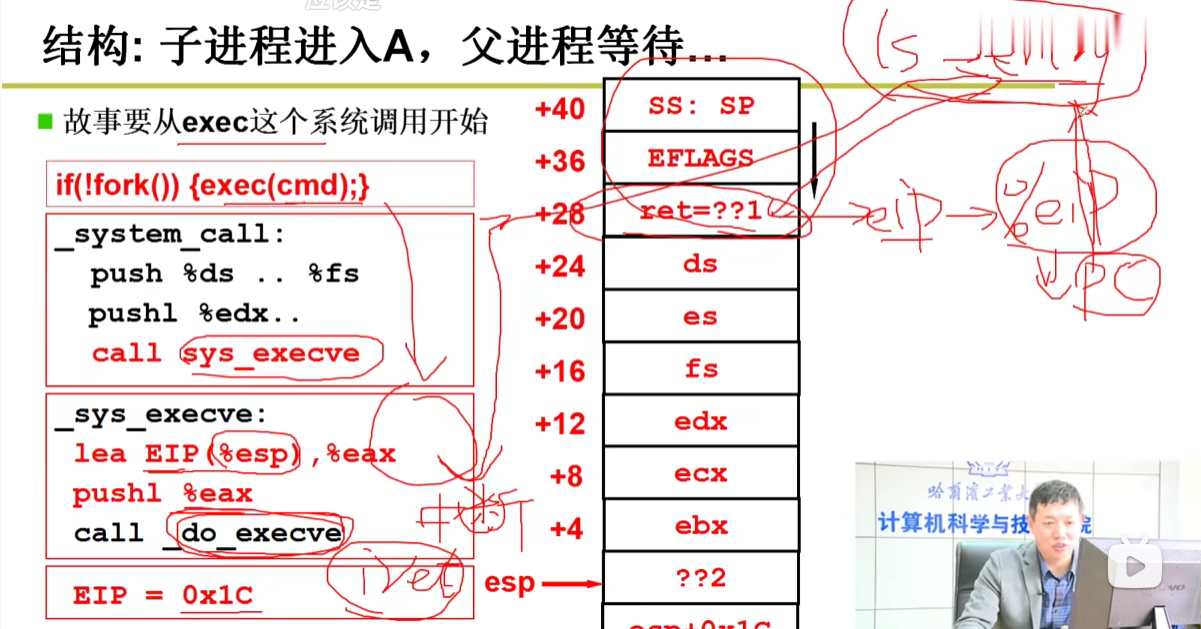 应该是
结构: 子进程进入A，父进程等待...
ls entry
故事要从exec这个系统调用开始
if(!fork()) {exec(cmd);}
_system_call:
push %ds .. %fs
pushl %edx..
call sys_execve
_sys_execve:
lea EIP(%esp),%eax
pushl %eax
call _do_execve
EIP = 0x1C
中断
iret
+40 SS: SP
+36 EFLAGS
+28 ret=??1
+24 ds
+20 es
+16 fs
+12 edx
+8 ecx
+4 ebx
esp ??2
esp+0x1C
eip
%eip
PC
哈尔滨工业大
计算机科学与技 院